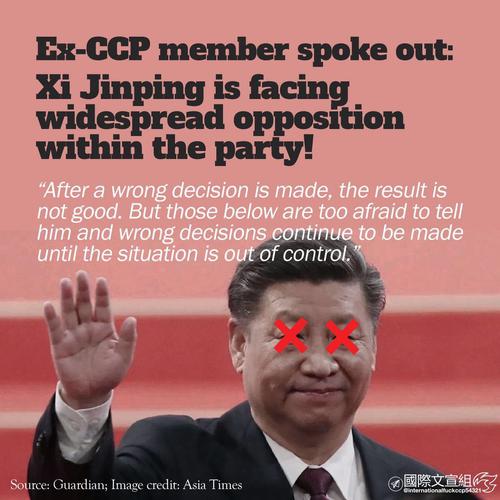 Ex-CCP member spoke out:
Xi Jinping is facing
widespread opposition
within the party!
“After a wrong decision is made, the result is
not good. But those below are too afraid to tell
him and wrong decisions continue to be made
until the situation is out of control.”
Source: Guardian; Image credit: Asia Times
國際文宣組
@internationalfuckccp54321